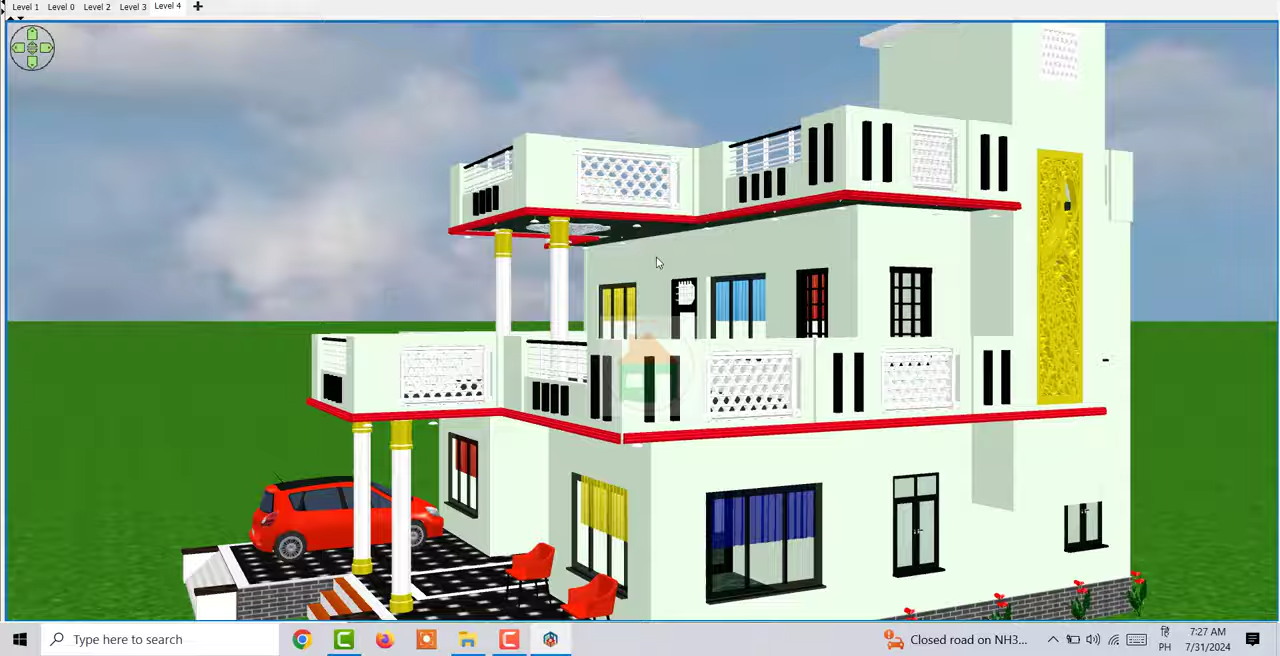 Level 1 Level 0 Level 2 Level 3 Level 4 +
Type here to search
Closed road on NH3...
हि
PH
7:27 AM
7/31/2024